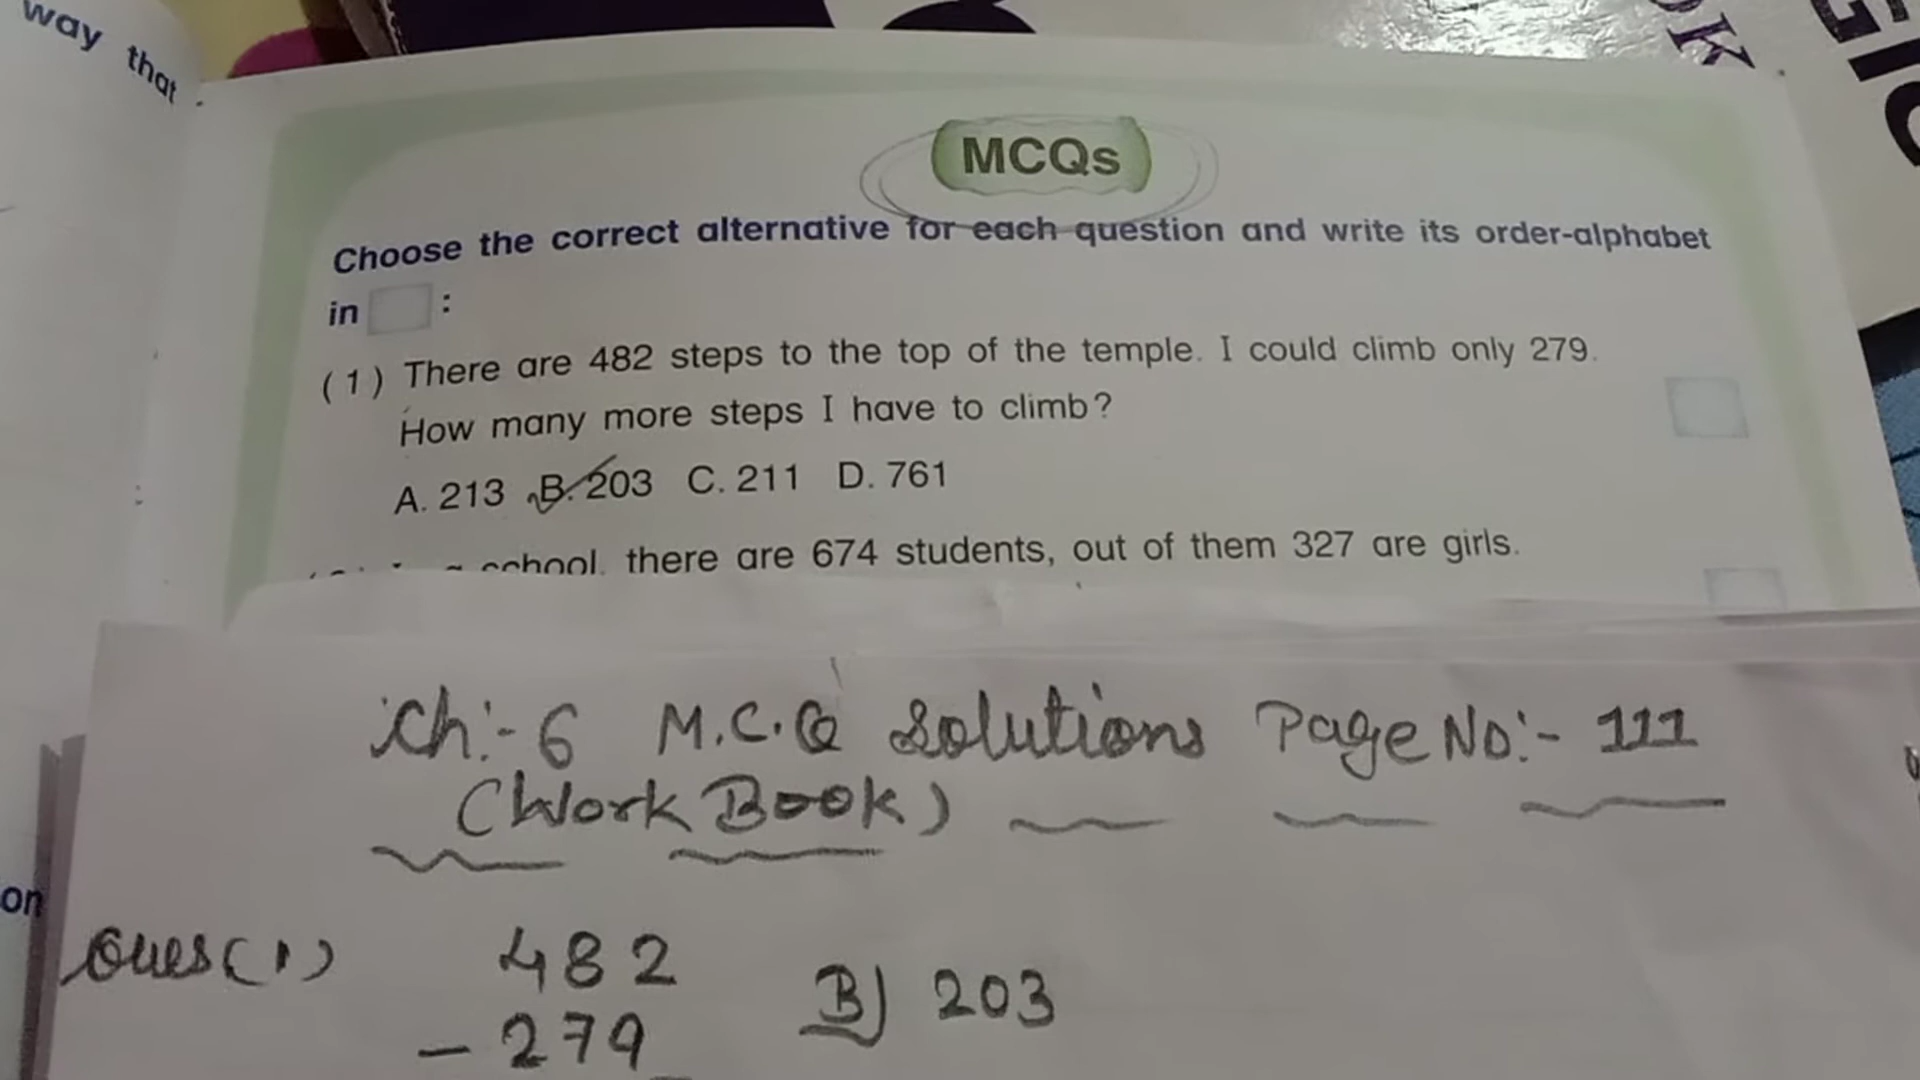 way that
OK
MCQs
Choose the correct alternative for each question and write its order-alphabet
in :
(1) There are 482 steps to the top of the temple. I could climb only 279.
How many more steps I have to climb?
A. 213 B. 203 C. 211 D. 761
school, there are 674 students, out of them 327 are girls.
Ch:- 6 M.C.Q Solutions Page No:- 111
(Work Book)
on
Ques(1) 482
B) 203
- 279